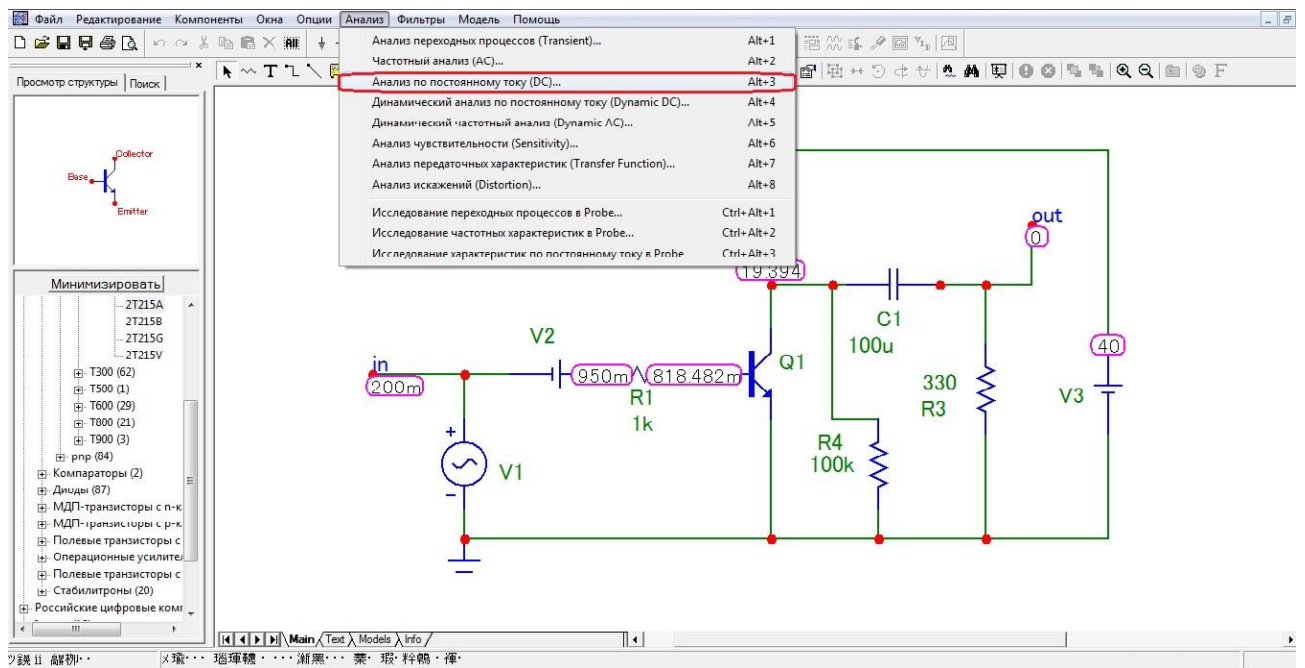 Файл Редактирование Компоненты Окна Опции Анализ Фильтры Модель Помощь
Анализ переходных процессов (Transient)... Alt+1
Частотный анализ (AC)... Alt+2
Анализ по постоянному току (DC)... Alt+3
Динамический анализ по постоянному току (Dynamic DC)... Alt+4
Динамический частотный анализ (Dynamic AC)... Alt+5
Анализ чувствительности (Sensitivity)... Alt+6
Анализ передаточных характеристик (Transfer Function)... Alt+7
Анализ искажений (Distortion)... Alt+8
Исследование переходных процессов в Probe... Ctrl+Alt+1
Исследование частотных характеристик в Probe... Ctrl+Alt+2
Исследование характеристик по постоянному току в Probe Ctrl+Alt+3
Просмотр структуры Поиск
Collector
Base
Emitter
Минимизировать
2T215A
2T215B
2T215G
2T215V
T300 (62)
T500 (1)
T600 (29)
T800 (21)
T900 (3)
pnp (84)
Компараторы (2)
Диоды (87)
МДП-транзисторы с n-к
МДП-транзисторы с p-к
Полевые транзисторы с
Операционные усилител
Полевые транзисторы с
Стабилитроны (20)
Российские цифровые комп
out
0
19.394
C1
100u
V2
in
200m
950m
818.482m
R1
1k
Q1
330
R3
40
V3
R4
100k
V1
Main Text Models Info